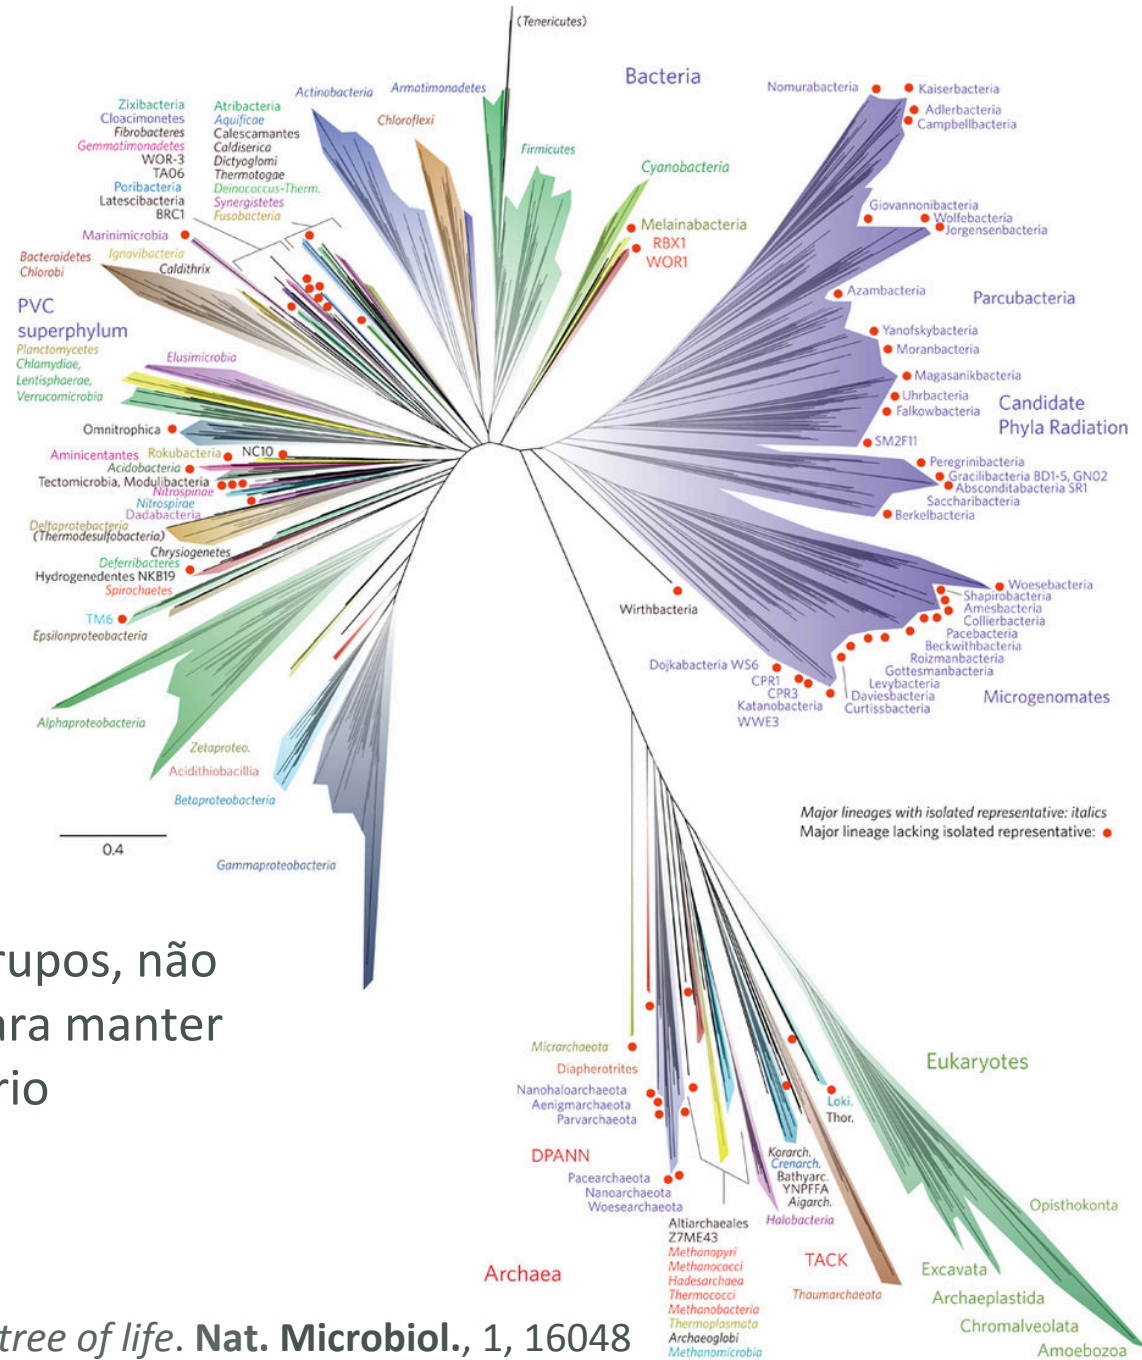 (Tenericutes)
Bacteria
Actinobacteria
Armatimonadetes
Chloroflexi
Firmicutes
Cyanobacteria
Melainabacteria
RBX1
WOR1
Zixibacteria
Cloacimonetes
Fibrobacteres
Gemmatimonadetes
WOR-3
TA06
Poribacteria
Latescibacteria
BRC1
Atribacteria
Aquificae
Calescamantes
Caldiserica
Dictyoglomi
Thermotogae
Deinococcus-Therm.
Synergistetes
Fusobacteria
Marinimicrobia
Bacteroidetes
Chlorobi
Ignavibacteria
Caldithrix
PVC
superphylum
Planctomycetes
Chlamydiae,
Lentisphaerae,
Verrucomicrobia
Elusimicrobia
Omnitrophica
Aminicentantes
Rokubacteria
NC10
Acidobacteria
Tectomicrobia, Modulibacteria
Nitrospinae
Nitrospirae
Dadabacteria
Deltaprotebacteria
(Thermodesulfobacteria)
Chrysiogenetes
Deferribacteres
Hydrogenedentes NKB19
Spirochaetes
TM6
Epsilonproteobacteria
Alphaproteobacteria
Zetaproteo.
Acidithiobacillia
Betaproteobacteria
Gammaproteobacteria
0.4
Nomurabacteria
Kaiserbacteria
Adlerbacteria
Campbellbacteria
Giovannonibacteria
Wolfebacteria
Jorgensenbacteria
Azambacteria
Parcubacteria
Yanofskybacteria
Moranbacteria
Magasanikbacteria
Uhrbacteria
Falkowbacteria
Candidate
Phyla Radiation
SM2F11
Peregrinibacteria
Gracilibacteria BD1-5, GN02
Absconditabacteria SR1
Saccharibacteria
Berkelbacteria
Woesebacteria
Shapirobacteria
Amesbacteria
Collierbacteria
Pacebacteria
Beckwithbacteria
Roizmanbacteria
Gottesmanbacteria
Levybacteria
Daviesbacteria
Curtissbacteria
Microgenomates
Wirthbacteria
Dojkabacteria WS6
CPR1
CPR3
Katanobacteria
WWE3
Major lineages with isolated representative: italics
Major lineage lacking isolated representative:
rupos, não
ara manter
rio
Micrarchaeota
Diapherotrites
Nanohaloarchaeota
Aenigmarchaeota
Parvarchaeota
DPANN
Pacearchaeota
Nanoarchaeota
Woesearchaeota
Archaea
Altiarchaeales
Z7ME43
Methanopyri
Methanococci
Hadesarchaea
Thermococci
Methanobacteria
Thermoplasmata
Archaeoglobi
Methanomicrobia
Halobacteria
Korarch.
Crenarch.
Bathyarc.
YNPFFA
Aigarch.
TACK
Thaumarchaeota
Loki.
Thor.
Eukaryotes
Opisthokonta
Excavata
Archaeplastida
Chromalveolata
Amoebozoa
tree of life. Nat. Microbiol., 1, 16048